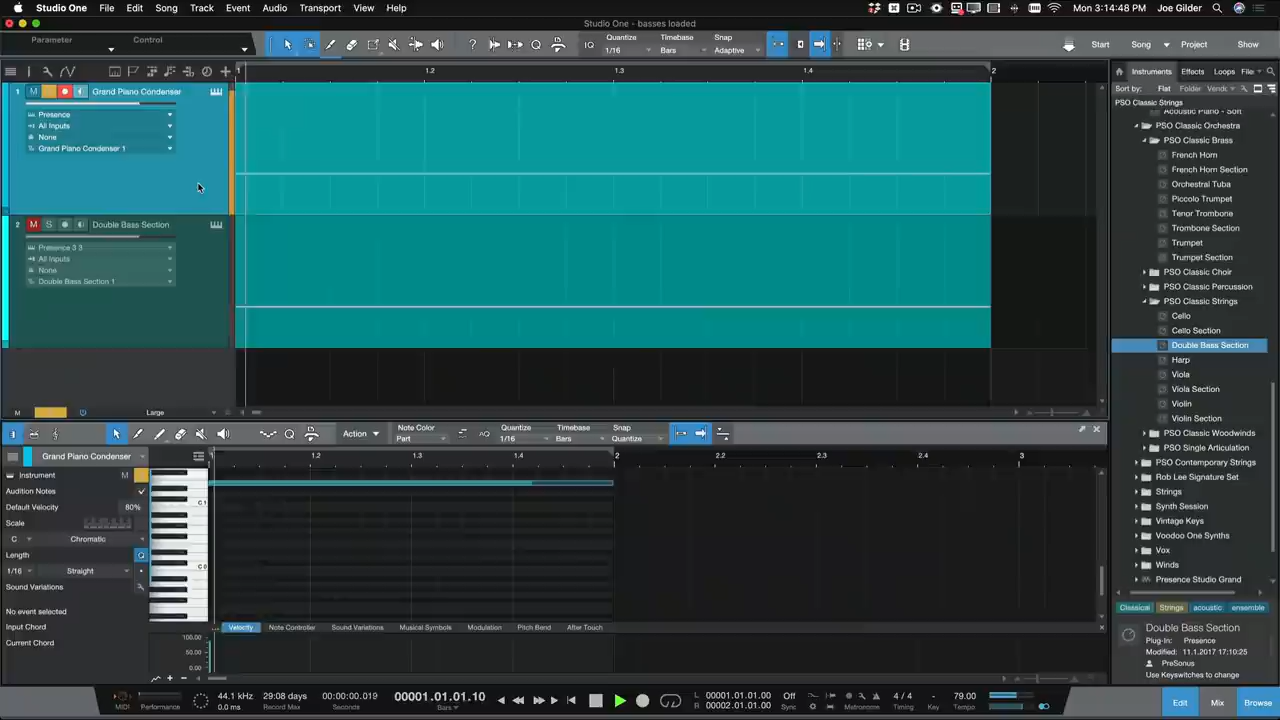 Studio One File Edit Song Track Event Audio Transport View Help
Mon 3:14:48 PM Joe Gilder
Studio One - basses loaded
Parameter Control
Quantize Timebase Snap
1/16 Bars Adaptive
IQ
Start Song Project Show
1 1.2 1.3 1.4 2
1 M Grand Piano Condenser
Presence
All Inputs
None
Grand Piano Condenser 1
2 M S Double Bass Section
Presence 3 3
All Inputs
None
Double Bass Section 1
M Large
Instruments Effects Loops File
Sort by: Flat Folder Vendc
PSO Classic Strings
Acoustic Piano - Soft
PSO Classic Orchestra
PSO Classic Brass
French Horn
French Horn Section
Orchestral Tuba
Piccolo Trumpet
Tenor Trombone
Trombone Section
Trumpet
Trumpet Section
PSO Classic Choir
PSO Classic Percussion
PSO Classic Strings
Cello
Cello Section
Double Bass Section
Harp
Viola
Viola Section
Violin
Violin Section
PSO Classic Woodwinds
PSO Single Articulation
PSO Contemporary Strings
Rob Lee Signature Set
Strings
Synth Section
Vintage Keys
Voodoo One Synths
Vox
Winds
Presence Studio Grand
Classical Strings acoustic ensemble
Double Bass Section
Plug-In: Presence
Modified: 11.1.2017 17:10:25
PreSonus
Use Keyswitches to change
Action
Note Color Quantize Timebase Snap
Part AQ 1/16 Bars Quantize
Grand Piano Condenser
1.2 1.3 1.4 2 2.2 2.3 2.4 3
Instrument M
Audition Notes
Default Velocity 80%
Scale
C Chromatic
Length
1/16 Straight
Sound Variations
No event selected
Input Chord
Current Chord
C 1
C 0
Velocity Note Controller Sound Variations Musical Symbols Modulation Pitch Bend After Touch
100.00
50.00
0.00
MIDI Performance
44.1 kHz
0.0 ms
29:08 days
Record Max
00:00:00.019
Seconds
00001.01.01.10
Bars
L 00001.01.01.00
R 00002.01.01.00
Off
Sync
Metronome
4 / 4
Timing
Key
79.00
Tempo
Edit Mix Browse